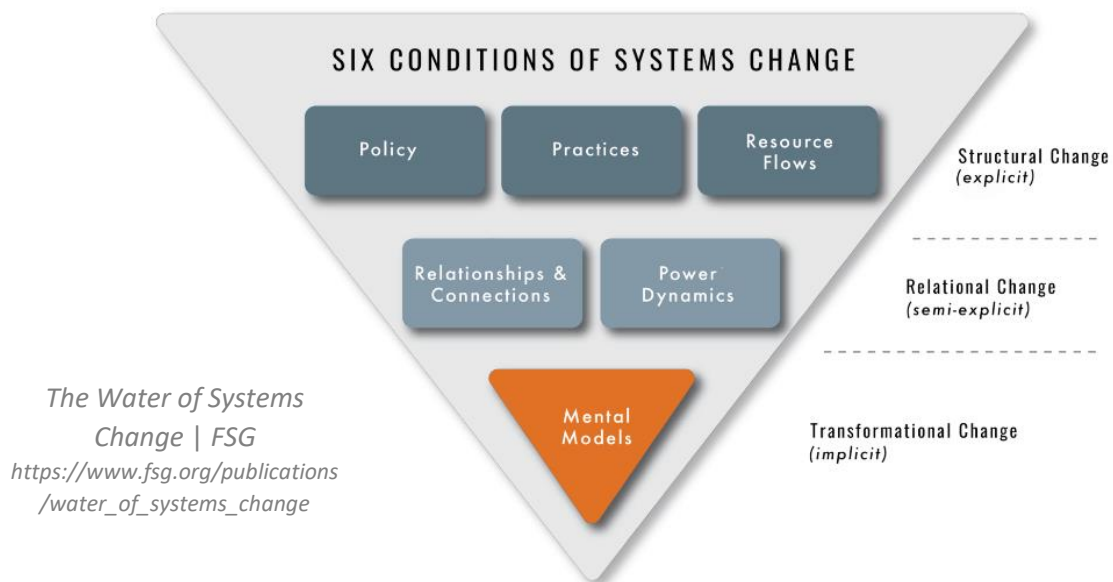 SIX CONDITIONS OF SYSTEMS CHANGE
Policy
Practices
Resource
Flows
Structural Change
(explicit)
Relationships &
Connections
Power
Dynamics
Relational Change
(semi-explicit)
Mental
Models
Transformational Change
(implicit)
The Water of Systems
Change | FSG
https://www.fsg.org/publications
/water_of_systems_change